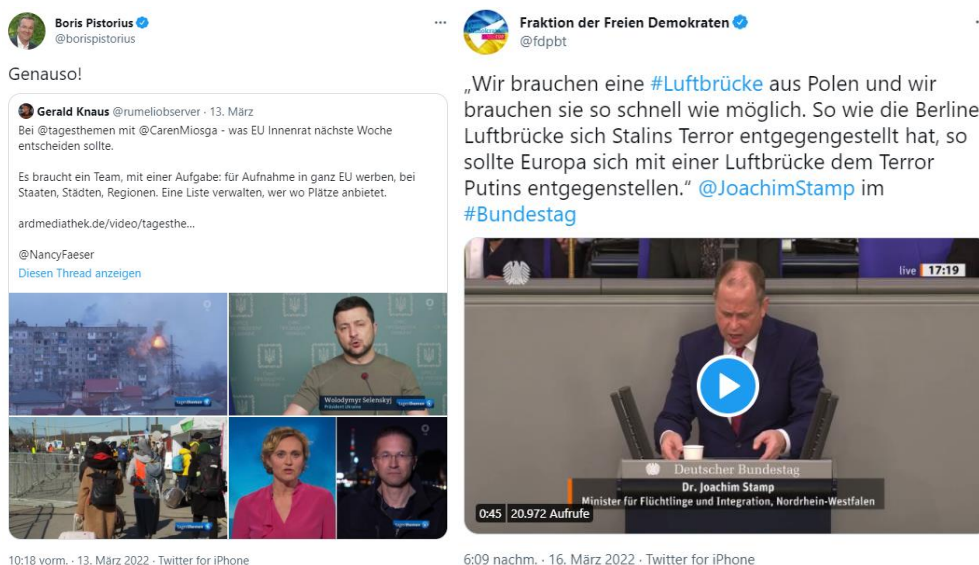 Boris Pistorius
@borispistorius
Genauso!
Gerald Knaus @rumeliobserver · 13. März
Bei @tagesthemen mit @CarenMiosga - was EU Innenrat nächste Woche
entscheiden sollte.
Es braucht ein Team, mit einer Aufgabe: für Aufnahme in ganz EU werben, bei
Staaten, Städten, Regionen. Eine Liste verwalten, wer wo Plätze anbietet.
ardmediathek.de/video/tagesthe...
@NancyFaeser
Diesen Thread anzeigen
Wolodymyr Selenskyj
Präsident Ukraine
tagesthemen
tagesthemen
tagesthemen
tagesthemen
10:18 vorm. · 13. März 2022 · Twitter for iPhone
Fraktion der Freien Demokraten
@fdpbt
„Wir brauchen eine #Luftbrücke aus Polen und wir
brauchen sie so schnell wie möglich. So wie die Berline
Luftbrücke sich Stalins Terror entgegengestellt hat, so
sollte Europa sich mit einer Luftbrücke dem Terror
Putins entgegenstellen.“ @JoachimStamp im
#Bundestag
live 17:19
Deutscher Bundestag
Dr. Joachim Stamp
Minister für Flüchtlinge und Integration, Nordrhein-Westfalen
0:45 20.972 Aufrufe
6:09 nachm. · 16. März 2022 · Twitter for iPhone